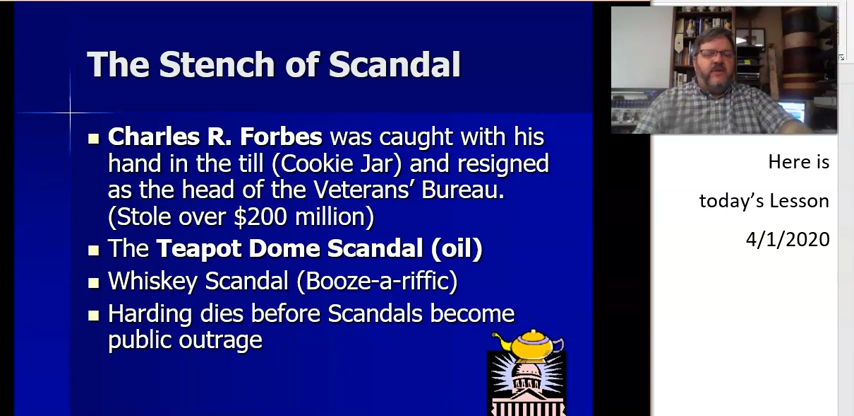 The Stench of Scandal
Charles R. Forbes was caught with his
hand in the till (Cookie Jar) and resigned
as the head of the Veterans’ Bureau.
(Stole over $200 million)
The Teapot Dome Scandal (oil)
Whiskey Scandal (Booze-a-riffic)
Harding dies before Scandals become
public outrage
Here is
today’s Lesson
4/1/2020